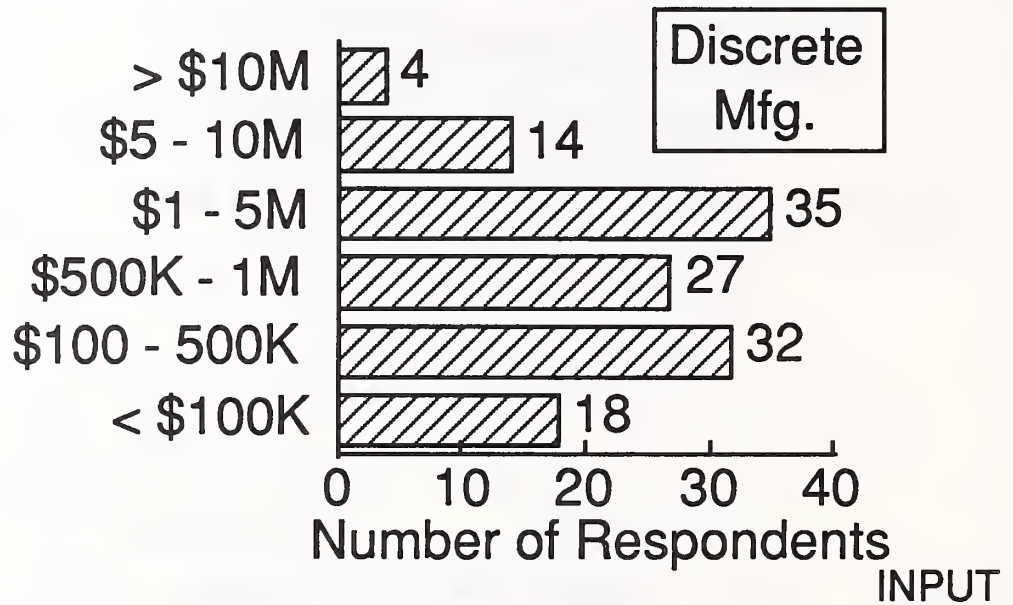 Discrete
Mfg.
> $10M 4
$5 - 10M 14
$1 - 5M 35
$500K - 1M 27
$100 - 500K 32
< $100K 18
0 10 20 30 40
Number of Respondents
INPUT